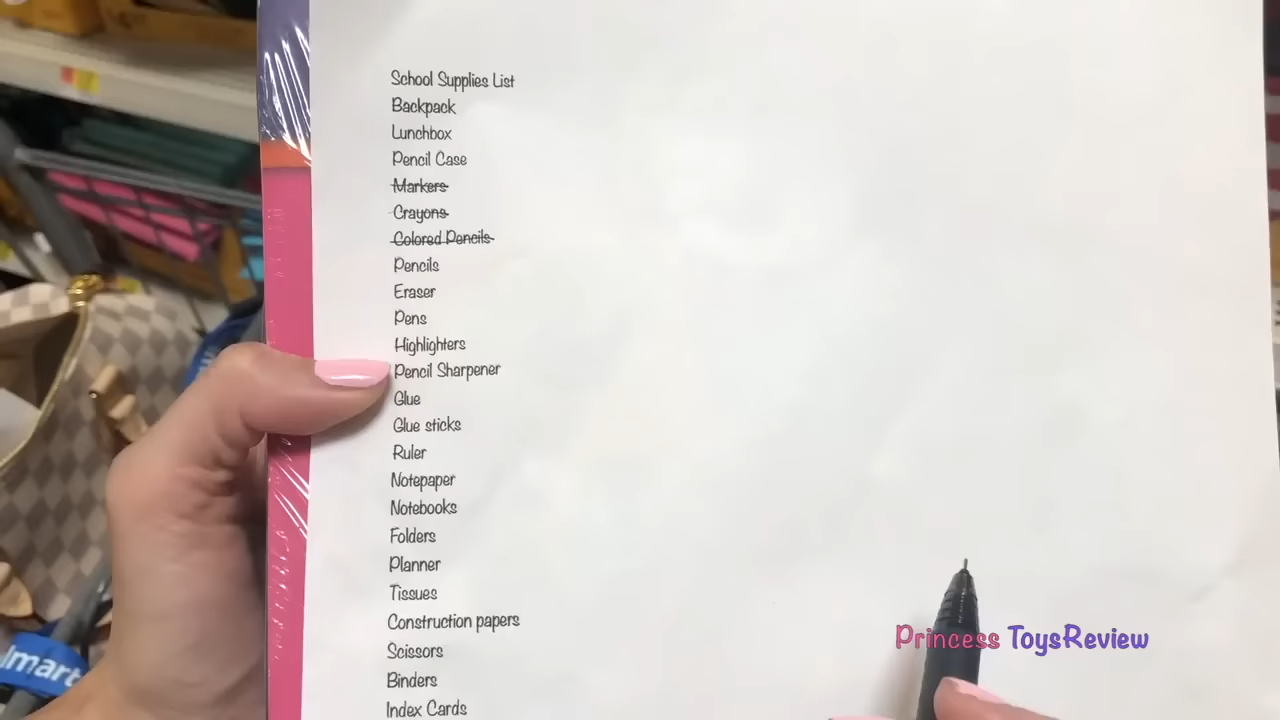 School Supplies List
Backpack
Lunchbox
Pencil Case
Markers
Crayons
Colored Pencils
Pencils
Eraser
Pens
Highlighters
Pencil Sharpener
Glue
Glue sticks
Ruler
Notepaper
Notebooks
Folders
Planner
Tissues
Construction papers
Scissors
Binders
Index Cards
Princess ToysReview
lmart